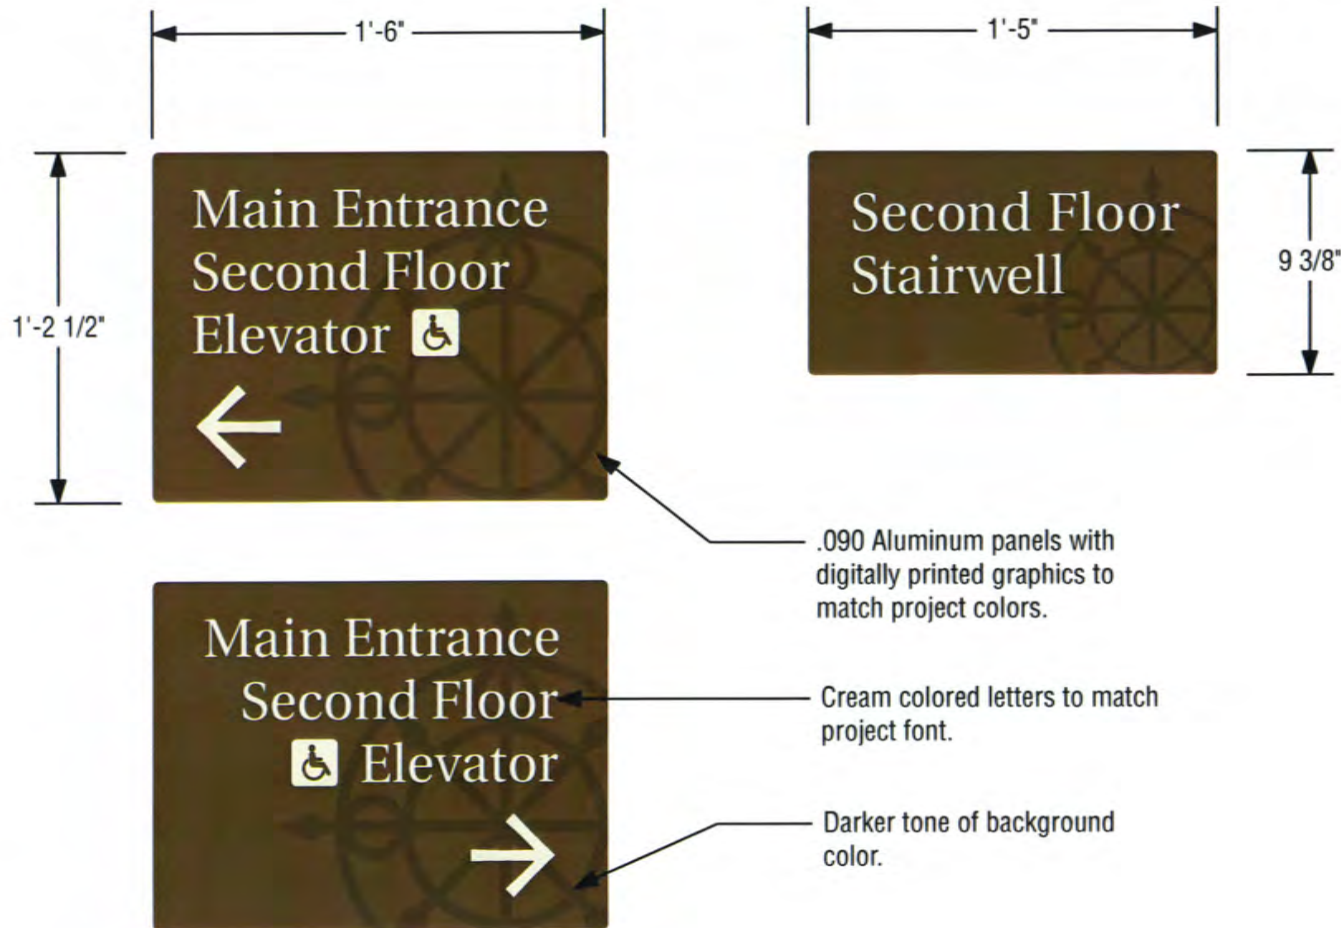 1'-6"
1'-5"
Main Entrance
Second Floor
Elevator
1'-2 1/2"
Second Floor
Stairwell
9 3/8"
.090 Aluminum panels with
digitally printed graphics to
match project colors.
Main Entrance
Second Floor
Elevator
Cream colored letters to match
project font.
Darker tone of background
color.